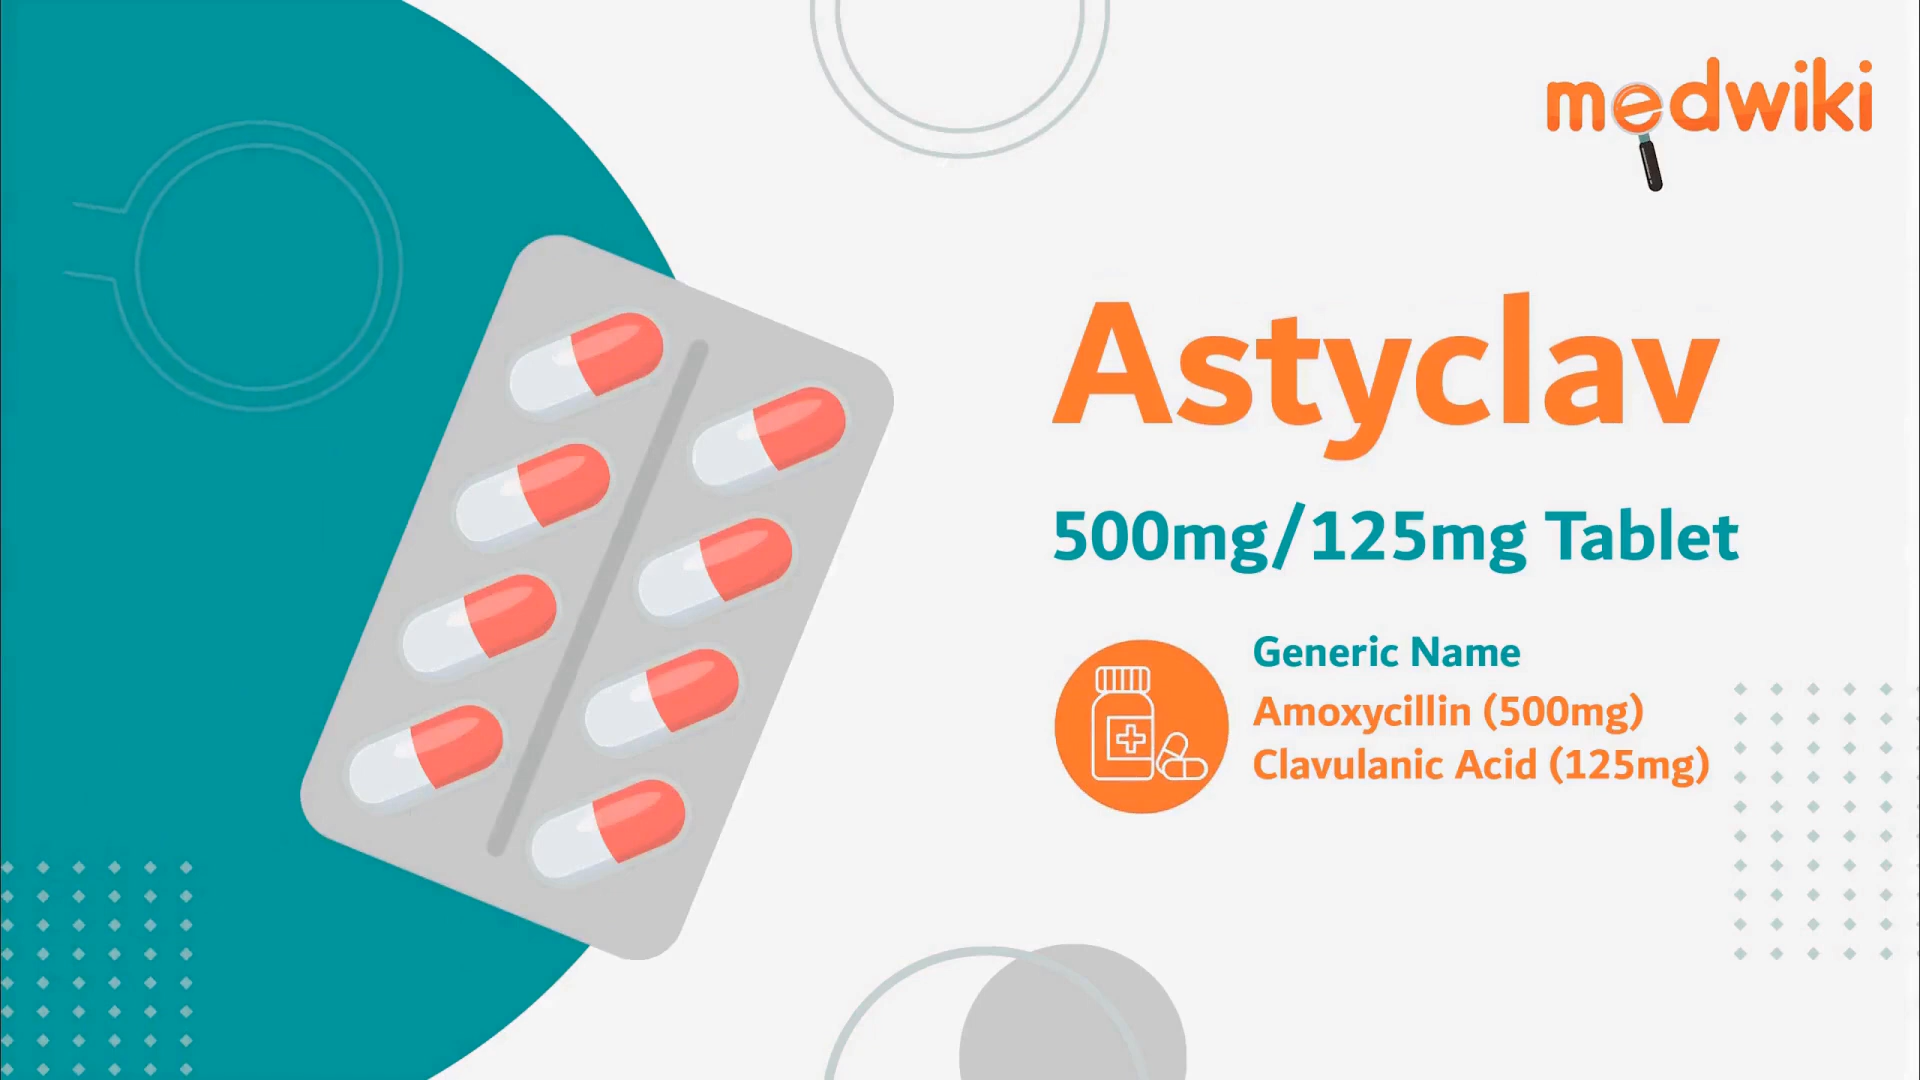 medwiki
Astyclav
500mg/125mg Tablet
Generic Name
Amoxycillin (500mg)
Clavulanic Acid (125mg)